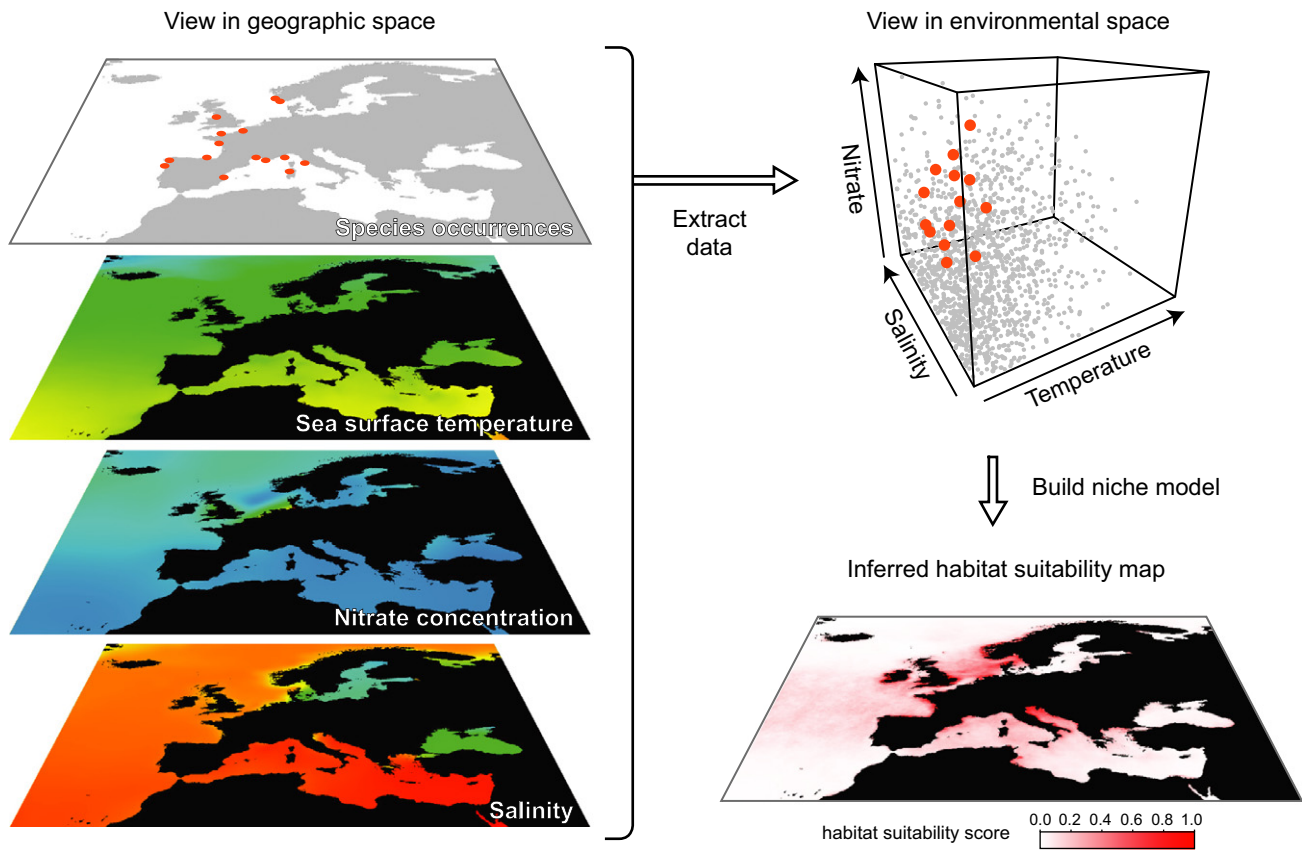 View in geographic space
Species occurrences
Sea surface temperature
Nitrate concentration
Salinity
Extract
data
View in environmental space
Nitrate
Salinity
Temperature
Build niche model
Inferred habitat suitability map
0.0 0.2 0.4 0.6 0.8 1.0
habitat suitability score